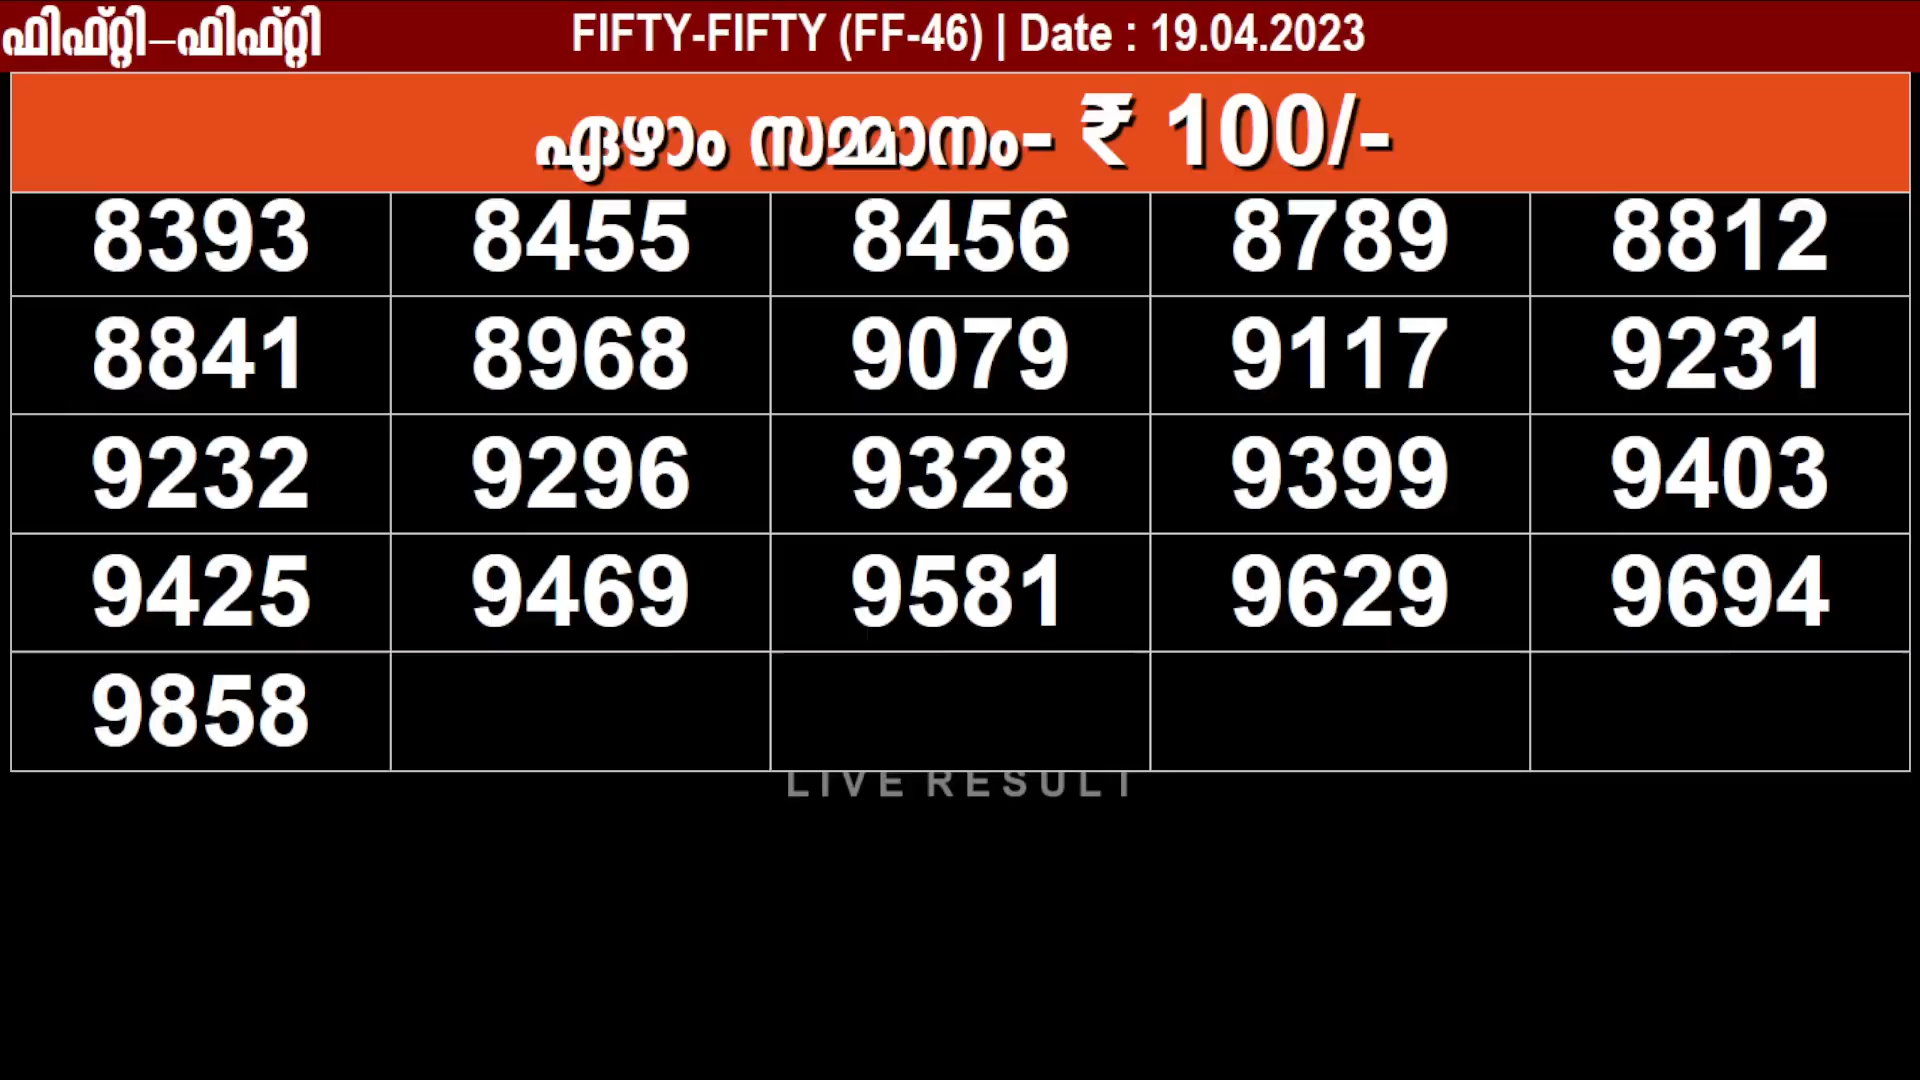 ഫിഫ്റ്റി–ഫിഫ്റ്റി FIFTY-FIFTY (FF-46) | Date : 19.04.2023
ഏഴാം സമ്മാനം- ₹ 100/-
8393 8455 8456 8789 8812
8841 8968 9079 9117 9231
9232 9296 9328 9399 9403
9425 9469 9581 9629 9694
9858
LIVE RESULT